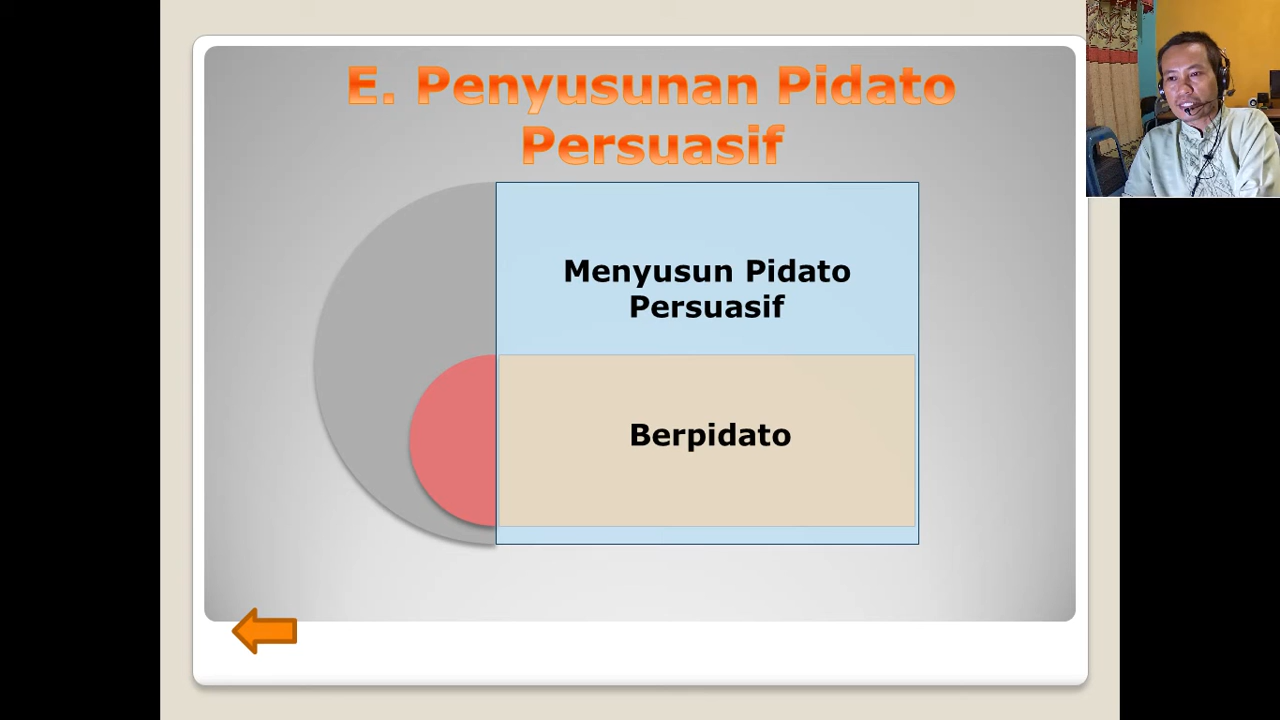 E. Penyusunan Pidato
Persuasif
Menyusun Pidato
Persuasif
Berpidato